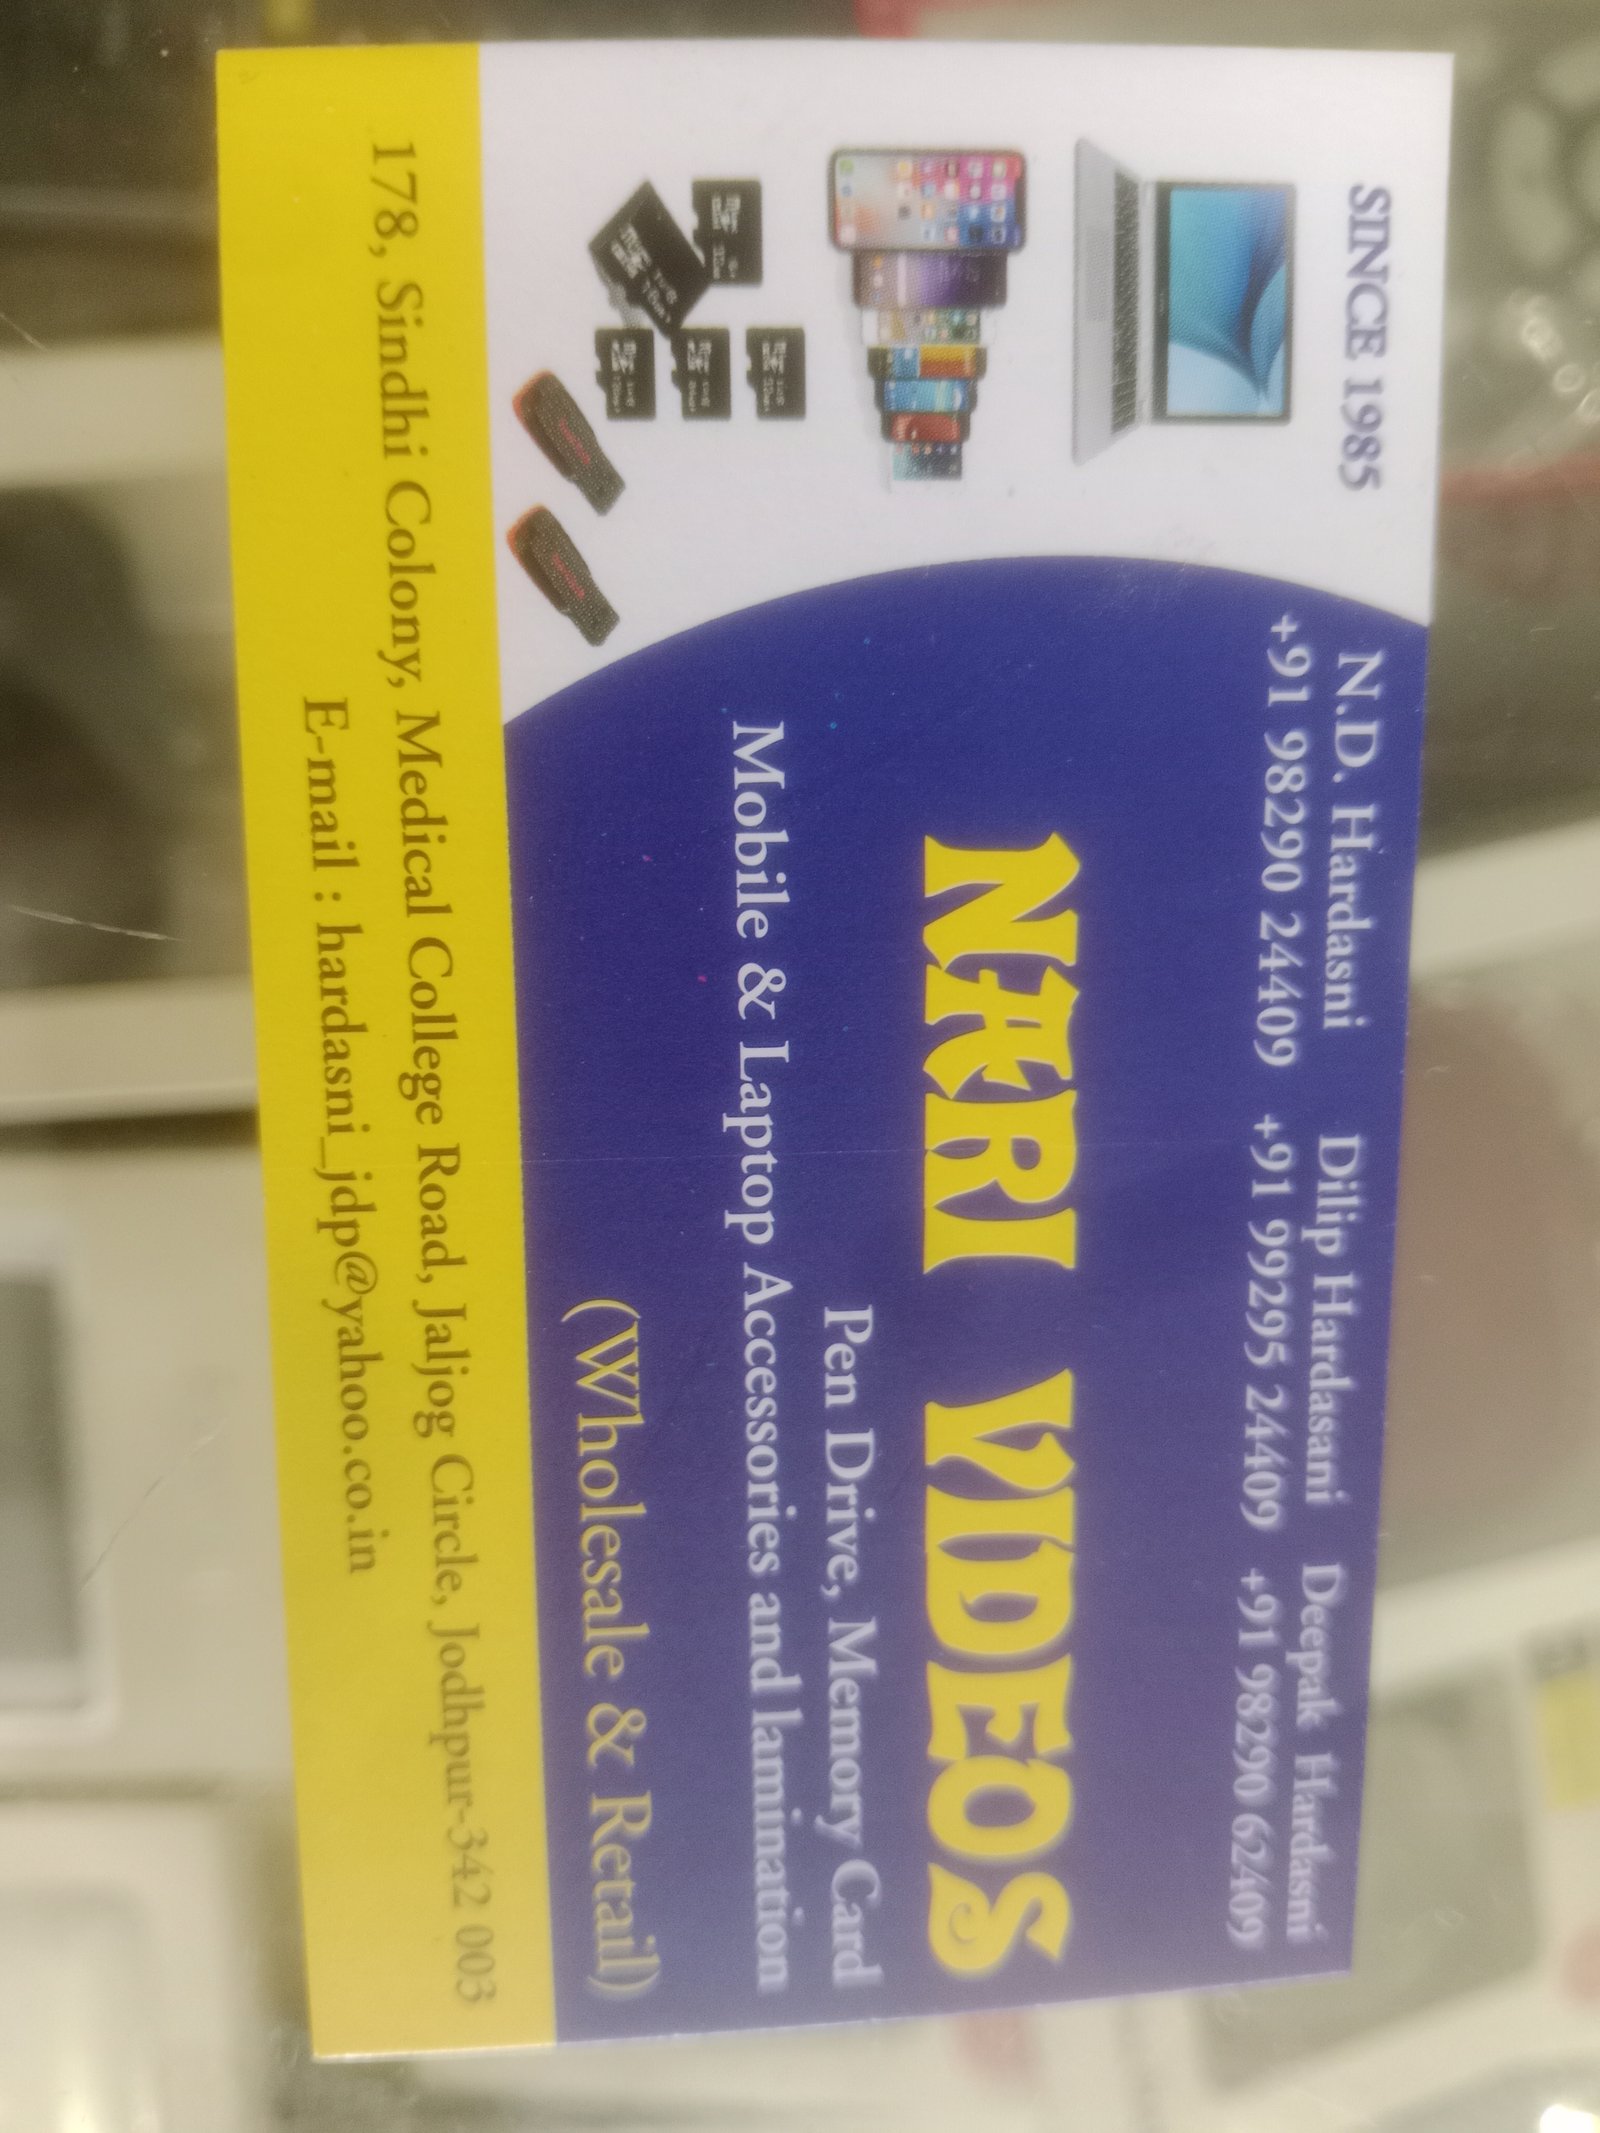 SINCE 1985
N.D. Hardasni Dilip Hardasani Deepak Hardasni
+91 98290 24409 +91 99295 24409 +91 98290 62409
NARI VIDEOS
Pen Drive, Memory Card
Mobile & Laptop Accessories and lamination
(Wholesale & Retail)
178, Sindhi Colony, Medical College Road, Jaljog Circle, Jodhpur-342 003
E-mail : hardasni_jdp@yahoo.co.in